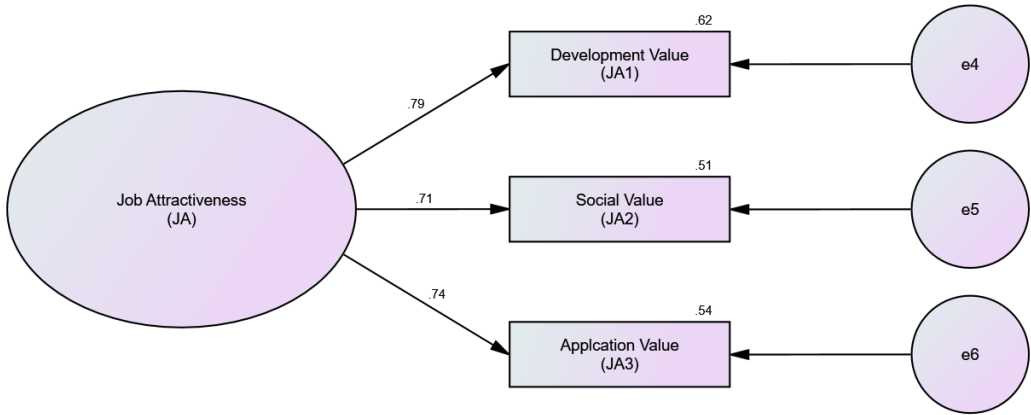 Job Attractiveness
(JA)
.79
.71
.74
.62
Development Value
(JA1)
e4
.51
Social Value
(JA2)
e5
.54
Applcation Value
(JA3)
e6